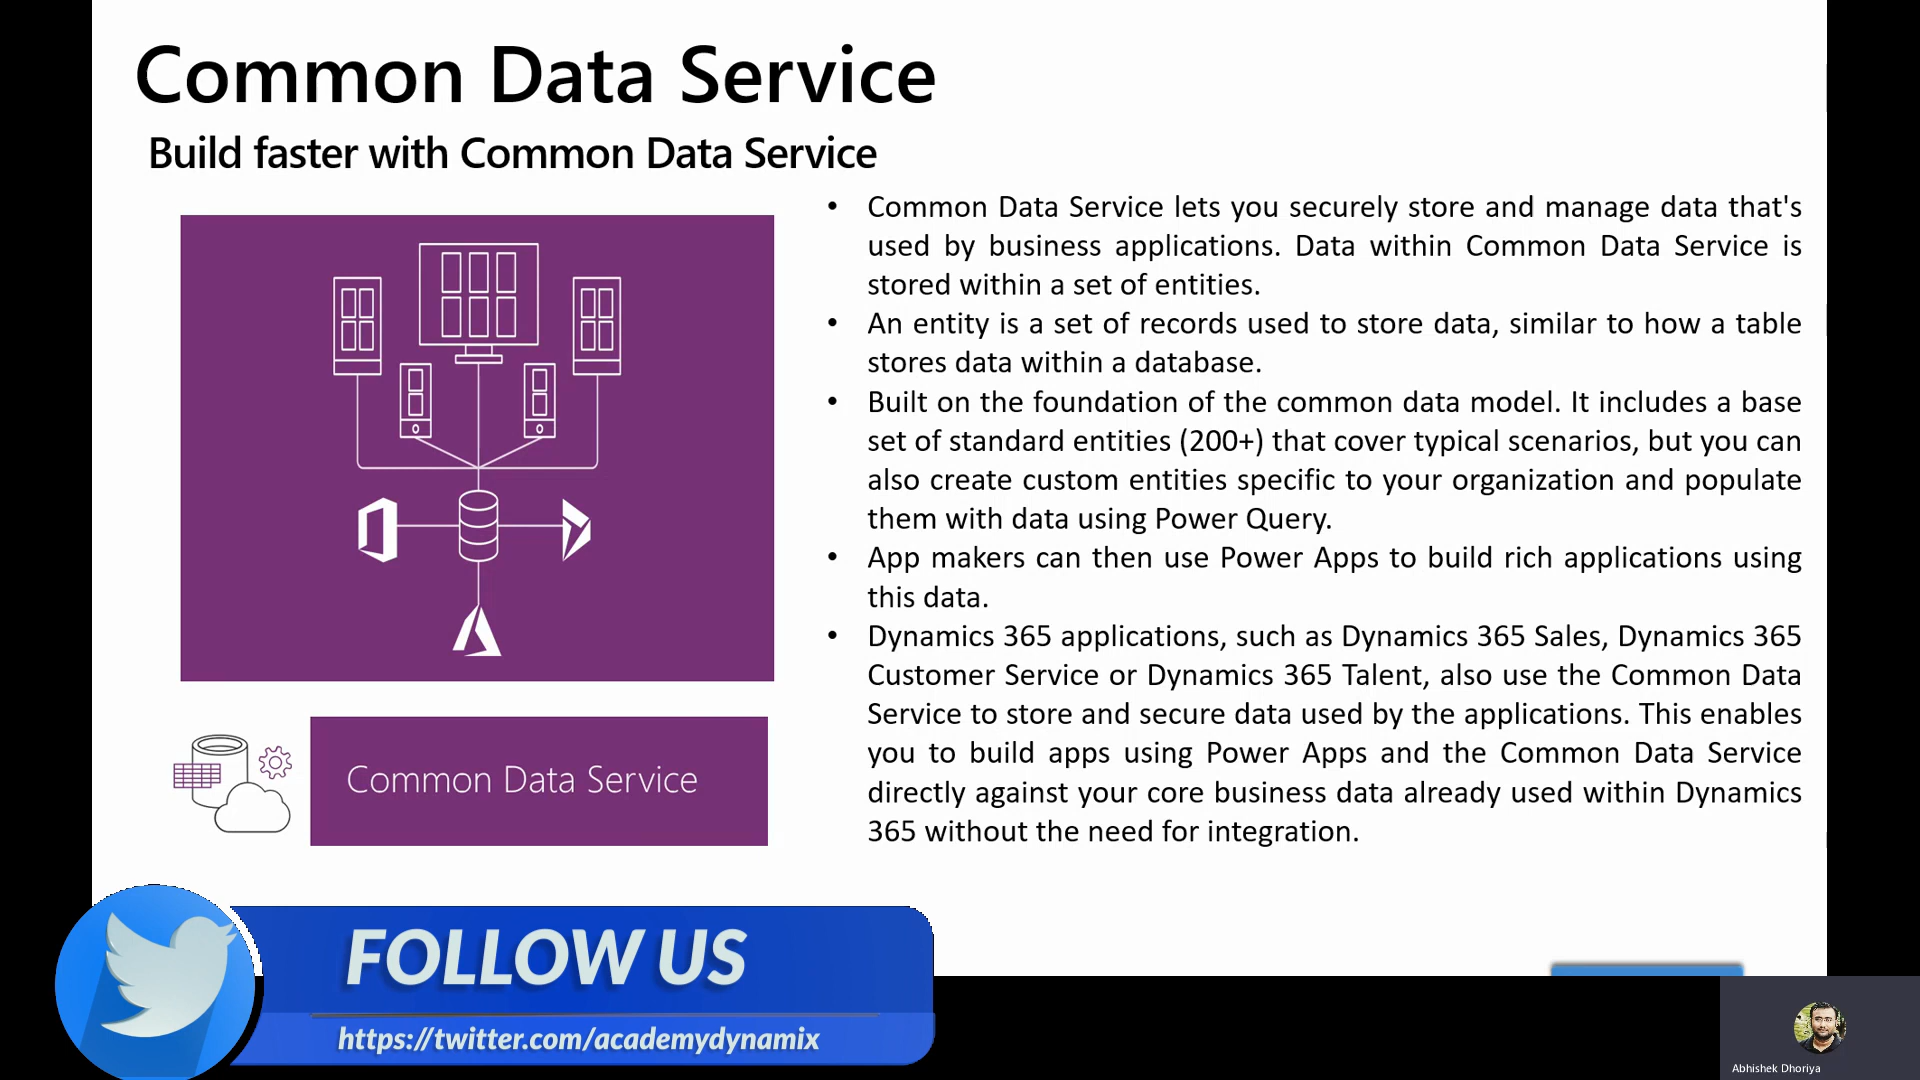 Common Data Service
Build faster with Common Data Service
• Common Data Service lets you securely store and manage data that's
used by business applications. Data within Common Data Service is
stored within a set of entities.
• An entity is a set of records used to store data, similar to how a table
stores data within a database.
• Built on the foundation of the common data model. It includes a base
set of standard entities (200+) that cover typical scenarios, but you can
also create custom entities specific to your organization and populate
them with data using Power Query.
• App makers can then use Power Apps to build rich applications using
this data.
• Dynamics 365 applications, such as Dynamics 365 Sales, Dynamics 365
Customer Service or Dynamics 365 Talent, also use the Common Data
Service to store and secure data used by the applications. This enables
you to build apps using Power Apps and the Common Data Service
directly against your core business data already used within Dynamics
365 without the need for integration.
Common Data Service
FOLLOW US
https://twitter.com/academydynamix
Abhishek Dhoriya